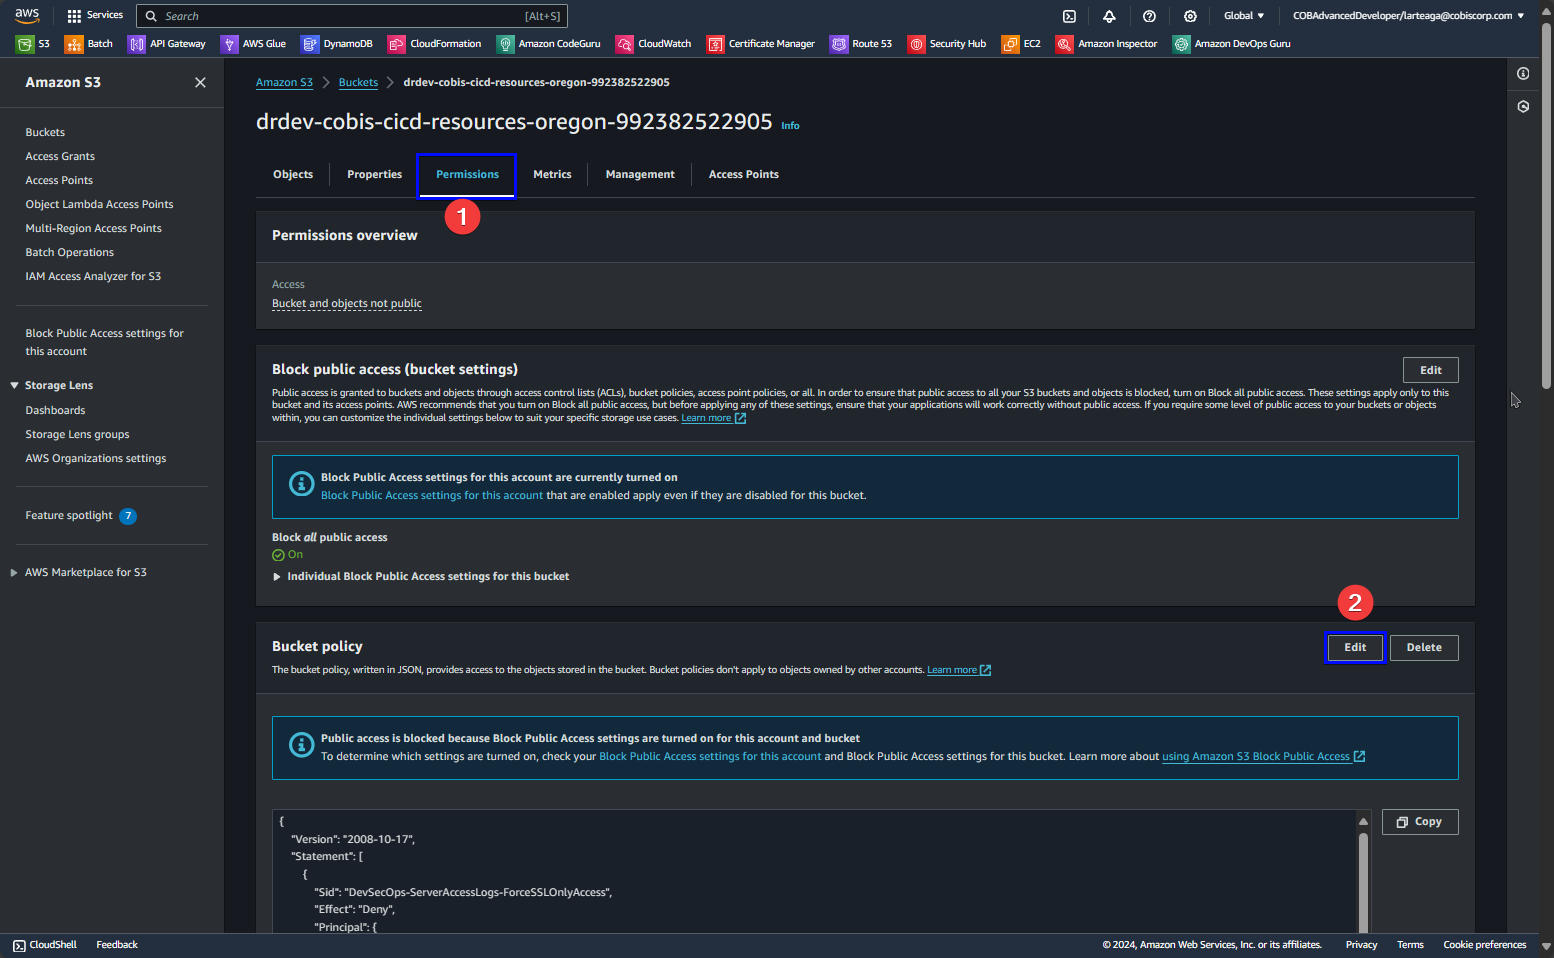 aws
Services
Search
[Alt+S]
Global
COBAdvancedDeveloper/larteaga@cobiscorp.com
S3
Batch
API Gateway
AWS Glue
DynamoDB
CloudFormation
Amazon CodeGuru
CloudWatch
Certificate Manager
Route 53
Security Hub
EC2
Amazon Inspector
Amazon DevOps Guru
Amazon S3
Buckets
Access Grants
Access Points
Object Lambda Access Points
Multi-Region Access Points
Batch Operations
IAM Access Analyzer for S3
Block Public Access settings for
this account
Storage Lens
Dashboards
Storage Lens groups
AWS Organizations settings
Feature spotlight 7
AWS Marketplace for S3
Amazon S3 > Buckets > drdev-cobis-cicd-resources-oregon-992382522905
drdev-cobis-cicd-resources-oregon-992382522905 Info
Objects
Properties
Permissions
Metrics
Management
Access Points
1
Permissions overview
Access
Bucket and objects not public
Block public access (bucket settings)
Edit
Public access is granted to buckets and objects through access control lists (ACLs), bucket policies, access point policies, or all. In order to ensure that public access to all your S3 buckets and objects is blocked, turn on Block all public access. These settings apply only to this
bucket and its access points. AWS recommends that you turn on Block all public access, but before applying any of these settings, ensure that your applications will work correctly without public access. If you require some level of public access to your buckets or objects
within, you can customize the individual settings below to suit your specific storage use cases. Learn more
Block Public Access settings for this account are currently turned on
Block Public Access settings for this account that are enabled apply even if they are disabled for this bucket.
Block all public access
On
Individual Block Public Access settings for this bucket
2
Bucket policy
Edit
Delete
The bucket policy, written in JSON, provides access to the objects stored in the bucket. Bucket policies don't apply to objects owned by other accounts. Learn more
Public access is blocked because Block Public Access settings are turned on for this account and bucket
To determine which settings are turned on, check your Block Public Access settings for this account and Block Public Access settings for this bucket. Learn more about using Amazon S3 Block Public Access
Copy
{
"Version": "2008-10-17",
"Statement": [
{
"Sid": "DevSecOps-ServerAccessLogs-ForceSSLOnlyAccess",
"Effect": "Deny",
"Principal": {
CloudShell
Feedback
© 2024, Amazon Web Services, Inc. or its affiliates.
Privacy
Terms
Cookie preferences